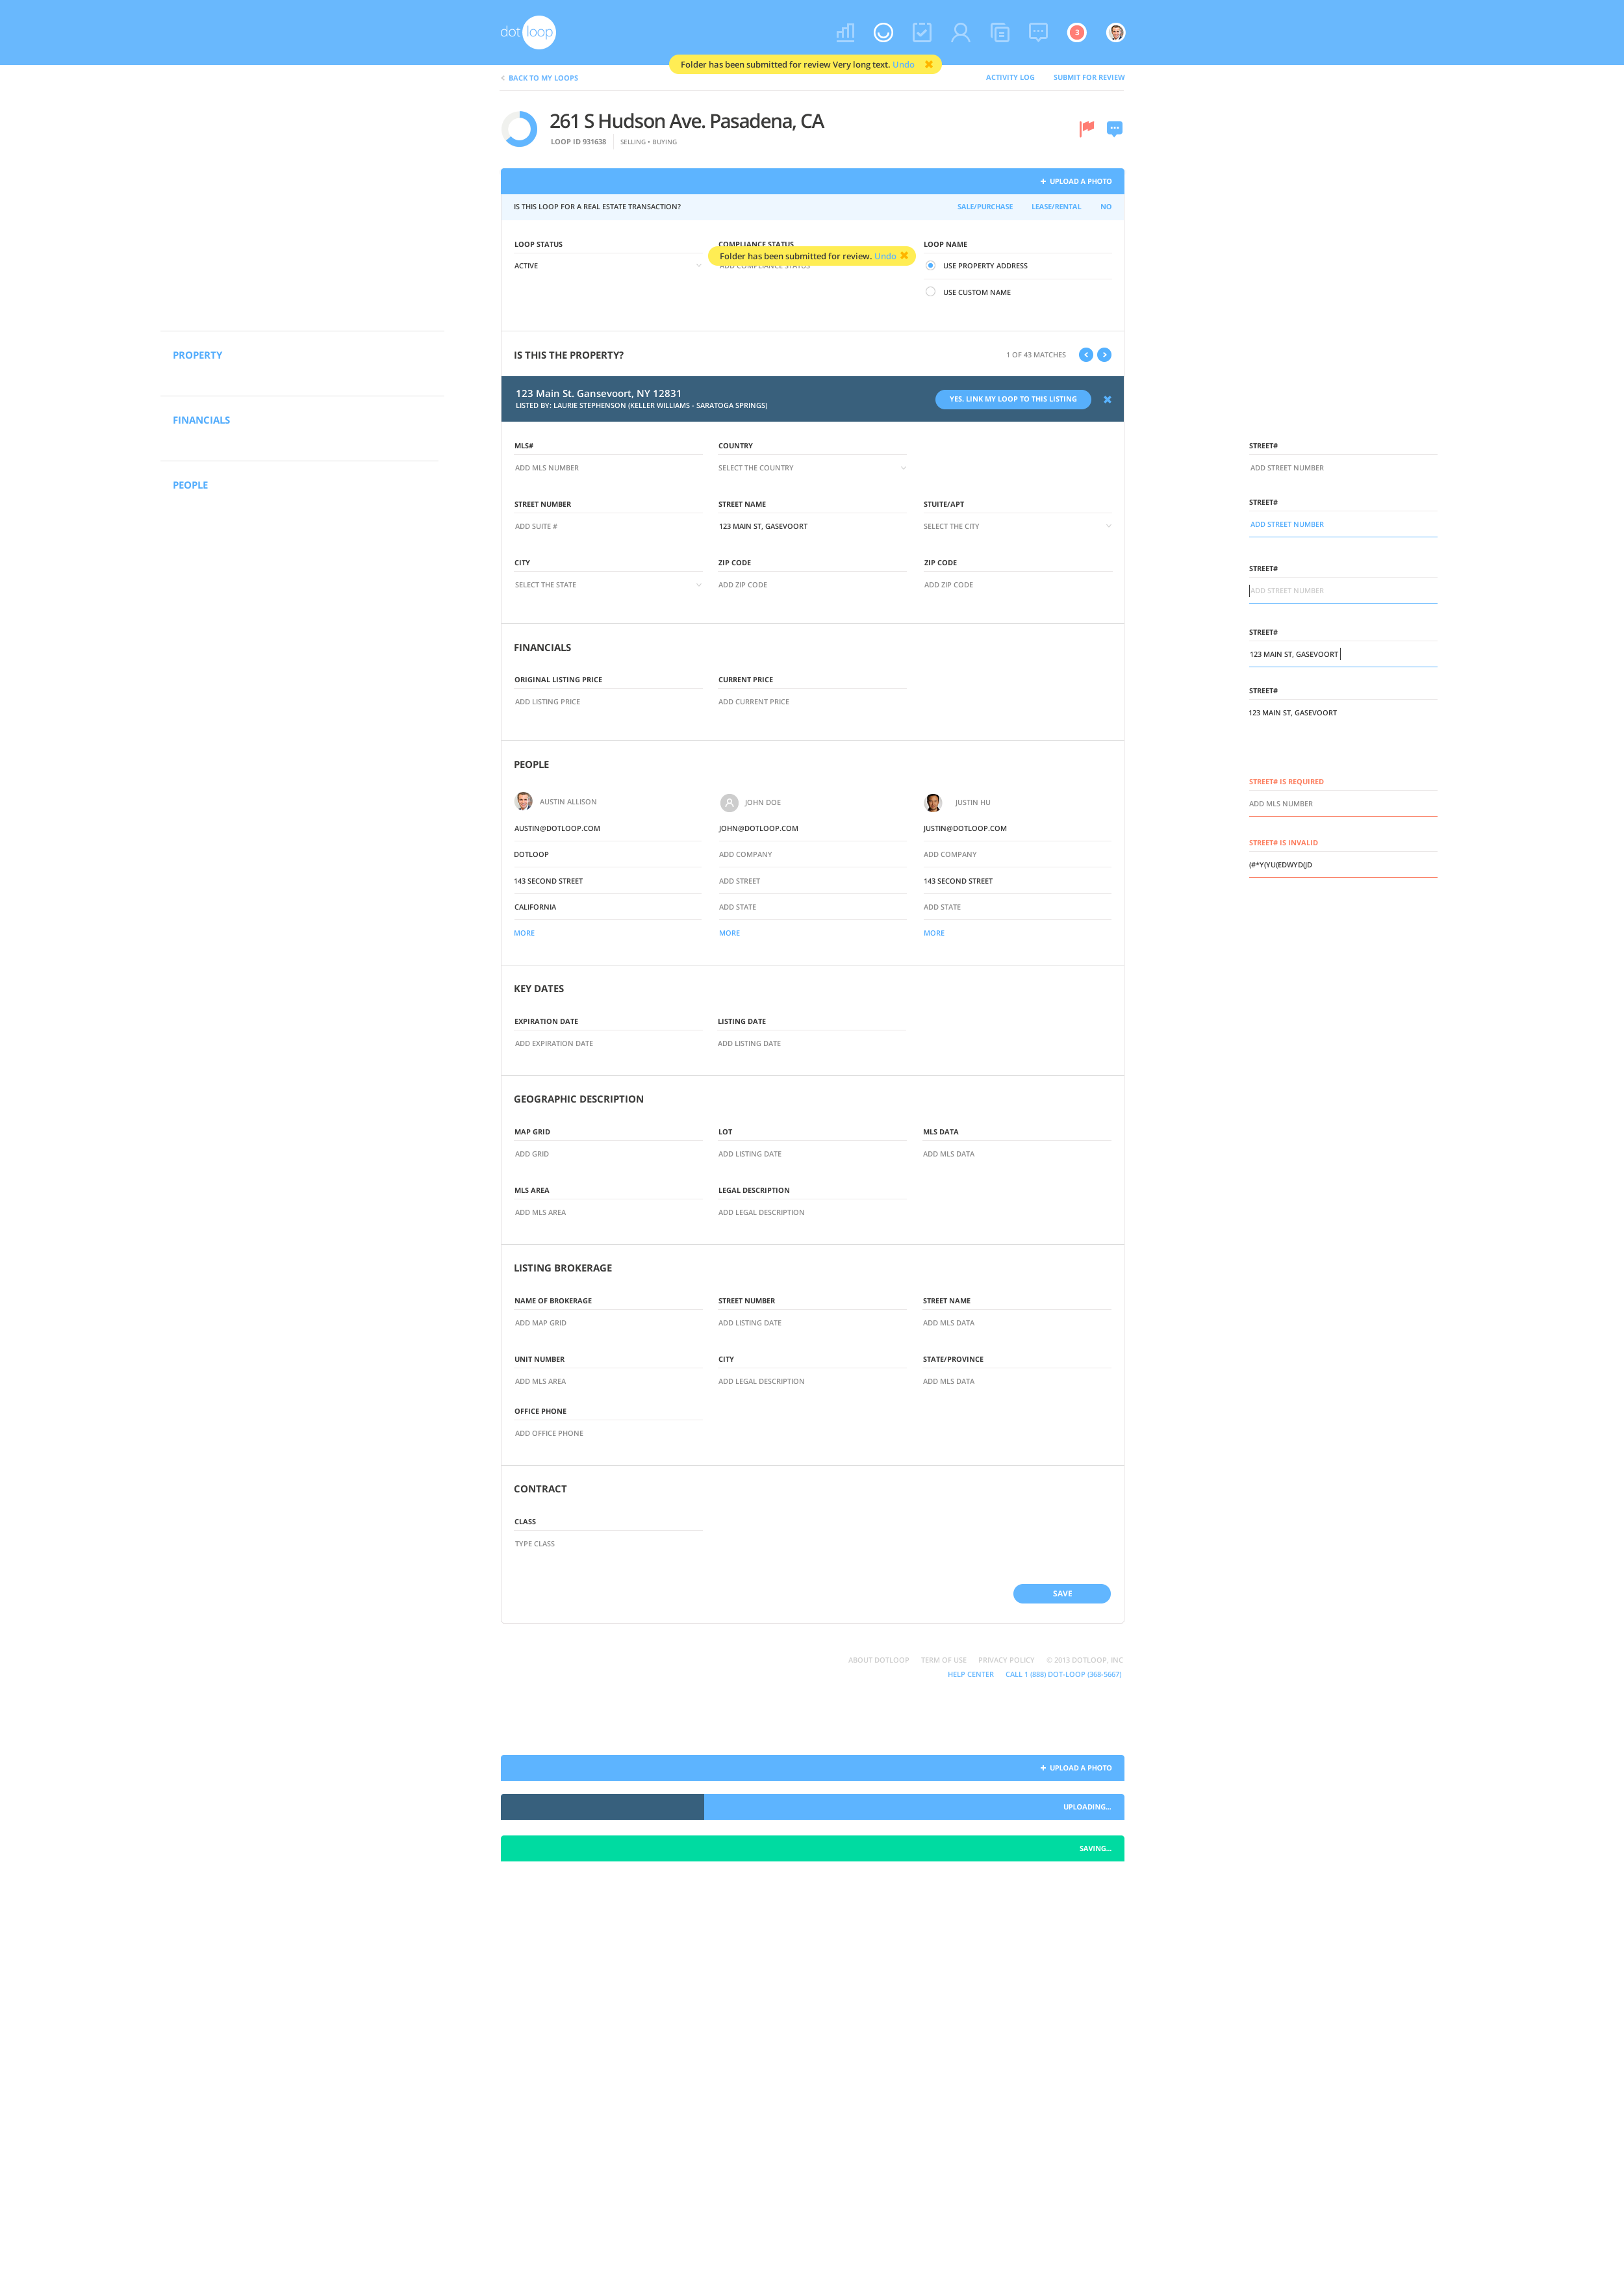 dot loop
3
Folder has been submitted for review Very long text. Undo
BACK TO MY LOOPS
ACTIVITY LOG SUBMIT FOR REVIEW
261 S Hudson Ave. Pasadena, CA
LOOP ID 931638 SELLING • BUYING
+ UPLOAD A PHOTO
IS THIS LOOP FOR A REAL ESTATE TRANSACTION? SALE/PURCHASE LEASE/RENTAL NO
LOOP STATUS COMPLIANCE STATUS LOOP NAME
Folder has been submitted for review. Undo
ACTIVE ADD COMPLIANCE STATUS USE PROPERTY ADDRESS
USE CUSTOM NAME
PROPERTY
FINANCIALS
PEOPLE
IS THIS THE PROPERTY? 1 OF 43 MATCHES
123 Main St. Gansevoort, NY 12831
LISTED BY: LAURIE STEPHENSON (KELLER WILLIAMS - SARATOGA SPRINGS)
YES. LINK MY LOOP TO THIS LISTING
MLS# COUNTRY
ADD MLS NUMBER SELECT THE COUNTRY
STREET NUMBER STREET NAME STUITE/APT
ADD SUITE # 123 MAIN ST, GASEVOORT SELECT THE CITY
CITY ZIP CODE ZIP CODE
SELECT THE STATE ADD ZIP CODE ADD ZIP CODE
FINANCIALS
ORIGINAL LISTING PRICE CURRENT PRICE
ADD LISTING PRICE ADD CURRENT PRICE
PEOPLE
AUSTIN ALLISON JOHN DOE JUSTIN HU
AUSTIN@DOTLOOP.COM JOHN@DOTLOOP.COM JUSTIN@DOTLOOP.COM
DOTLOOP ADD COMPANY ADD COMPANY
143 SECOND STREET ADD STREET 143 SECOND STREET
CALIFORNIA ADD STATE ADD STATE
MORE MORE MORE
KEY DATES
EXPIRATION DATE LISTING DATE
ADD EXPIRATION DATE ADD LISTING DATE
GEOGRAPHIC DESCRIPTION
MAP GRID LOT MLS DATA
ADD GRID ADD LISTING DATE ADD MLS DATA
MLS AREA LEGAL DESCRIPTION
ADD MLS AREA ADD LEGAL DESCRIPTION
LISTING BROKERAGE
NAME OF BROKERAGE STREET NUMBER STREET NAME
ADD MAP GRID ADD LISTING DATE ADD MLS DATA
UNIT NUMBER CITY STATE/PROVINCE
ADD MLS AREA ADD LEGAL DESCRIPTION ADD MLS DATA
OFFICE PHONE
ADD OFFICE PHONE
CONTRACT
CLASS
TYPE CLASS
SAVE
STREET#
ADD STREET NUMBER
STREET#
ADD STREET NUMBER
STREET#
ADD STREET NUMBER
STREET#
123 MAIN ST, GASEVOORT
STREET#
123 MAIN ST, GASEVOORT
STREET# IS REQUIRED
ADD MLS NUMBER
STREET# IS INVALID
(#*Y(YU(EDWYD(JD
ABOUT DOTLOOP TERM OF USE PRIVACY POLICY © 2013 DOTLOOP, INC
HELP CENTER CALL 1 (888) DOT-LOOP (368-5667)
+ UPLOAD A PHOTO
UPLOADING...
SAVING...